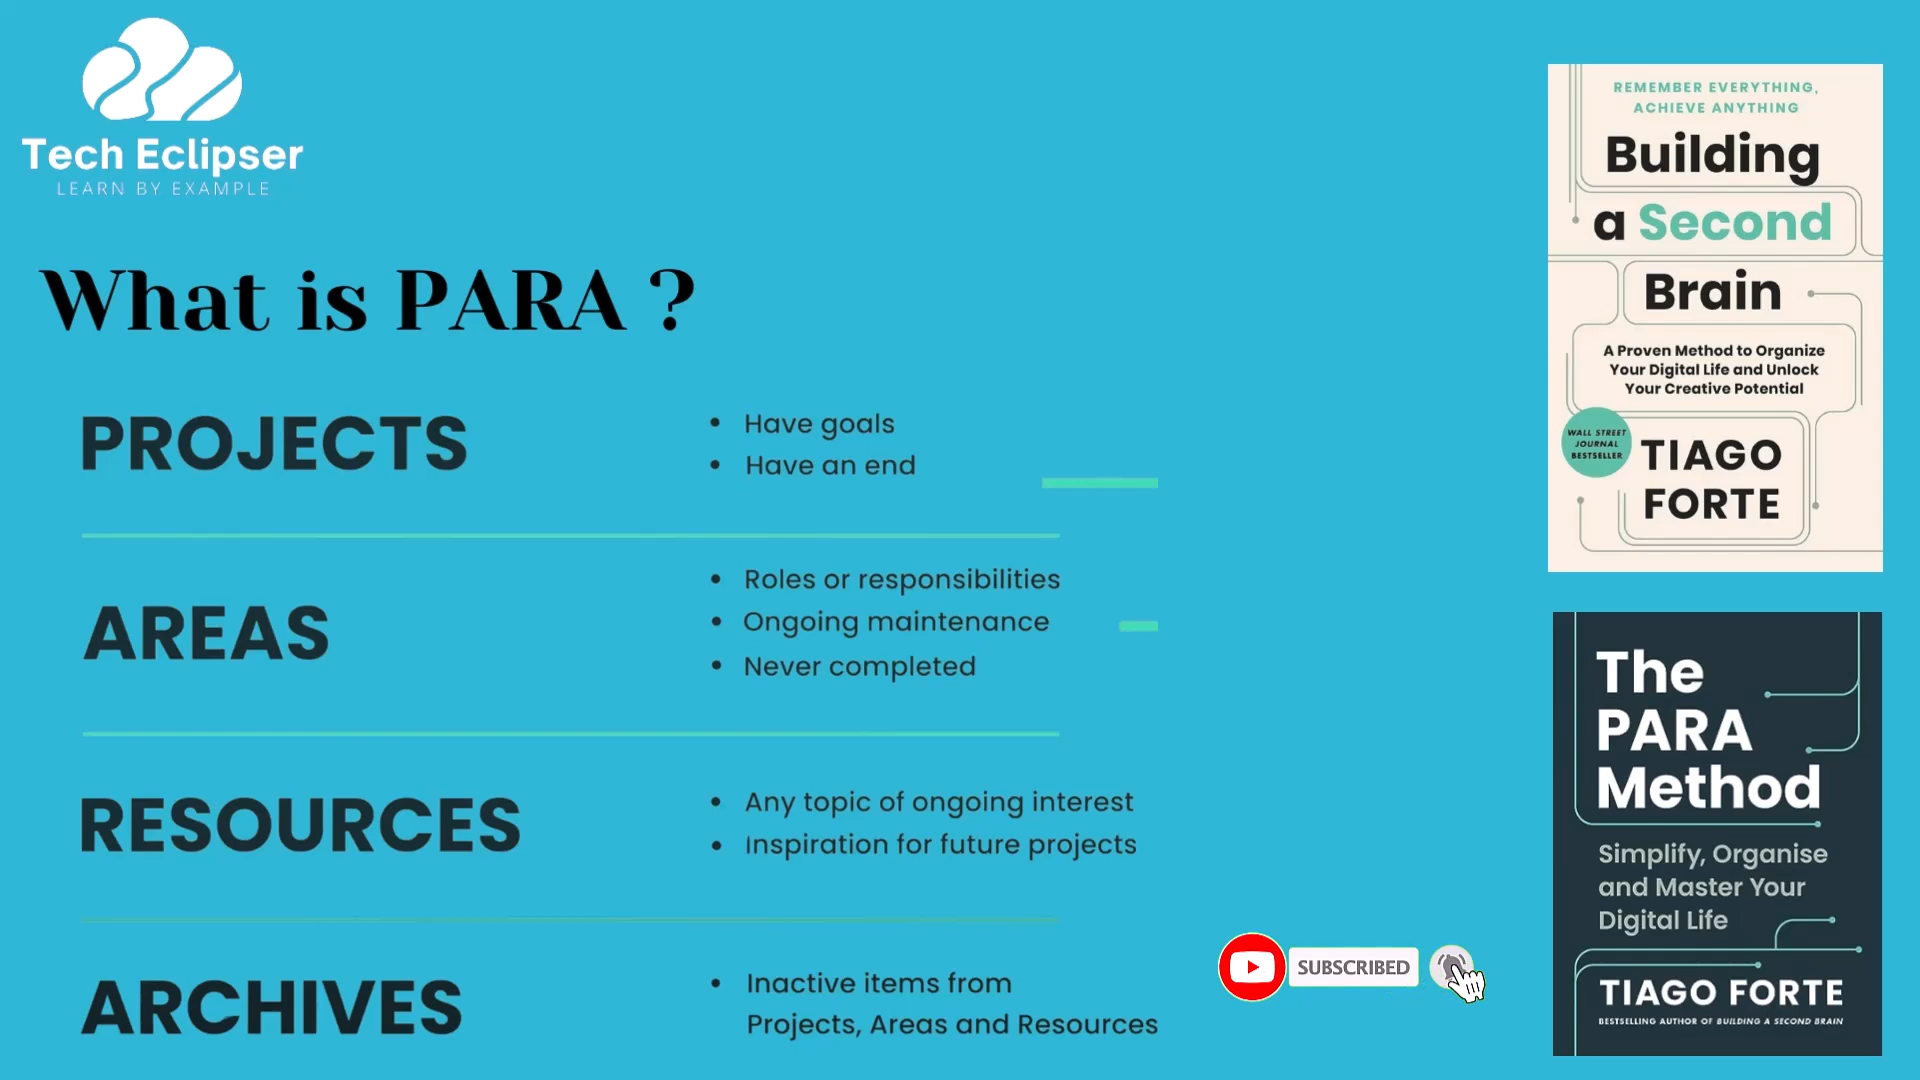 Tech Eclipser
LEARN BY EXAMPLE
What is PARA ?
PROJECTS
• Have goals
• Have an end
AREAS
• Roles or responsibilities
• Ongoing maintenance
• Never completed
RESOURCES
• Any topic of ongoing interest
• Inspiration for future projects
ARCHIVES
• Inactive items from
Projects, Areas and Resources
SUBSCRIBED
REMEMBER EVERYTHING,
ACHIEVE ANYTHING
Building
a Second
Brain
A Proven Method to Organize
Your Digital Life and Unlock
Your Creative Potential
WALL STREET
JOURNAL
BESTSELLER
TIAGO
FORTE
The
PARA
Method
Simplify, Organise
and Master Your
Digital Life
TIAGO FORTE
BESTSELLING AUTHOR OF BUILDING A SECOND BRAIN